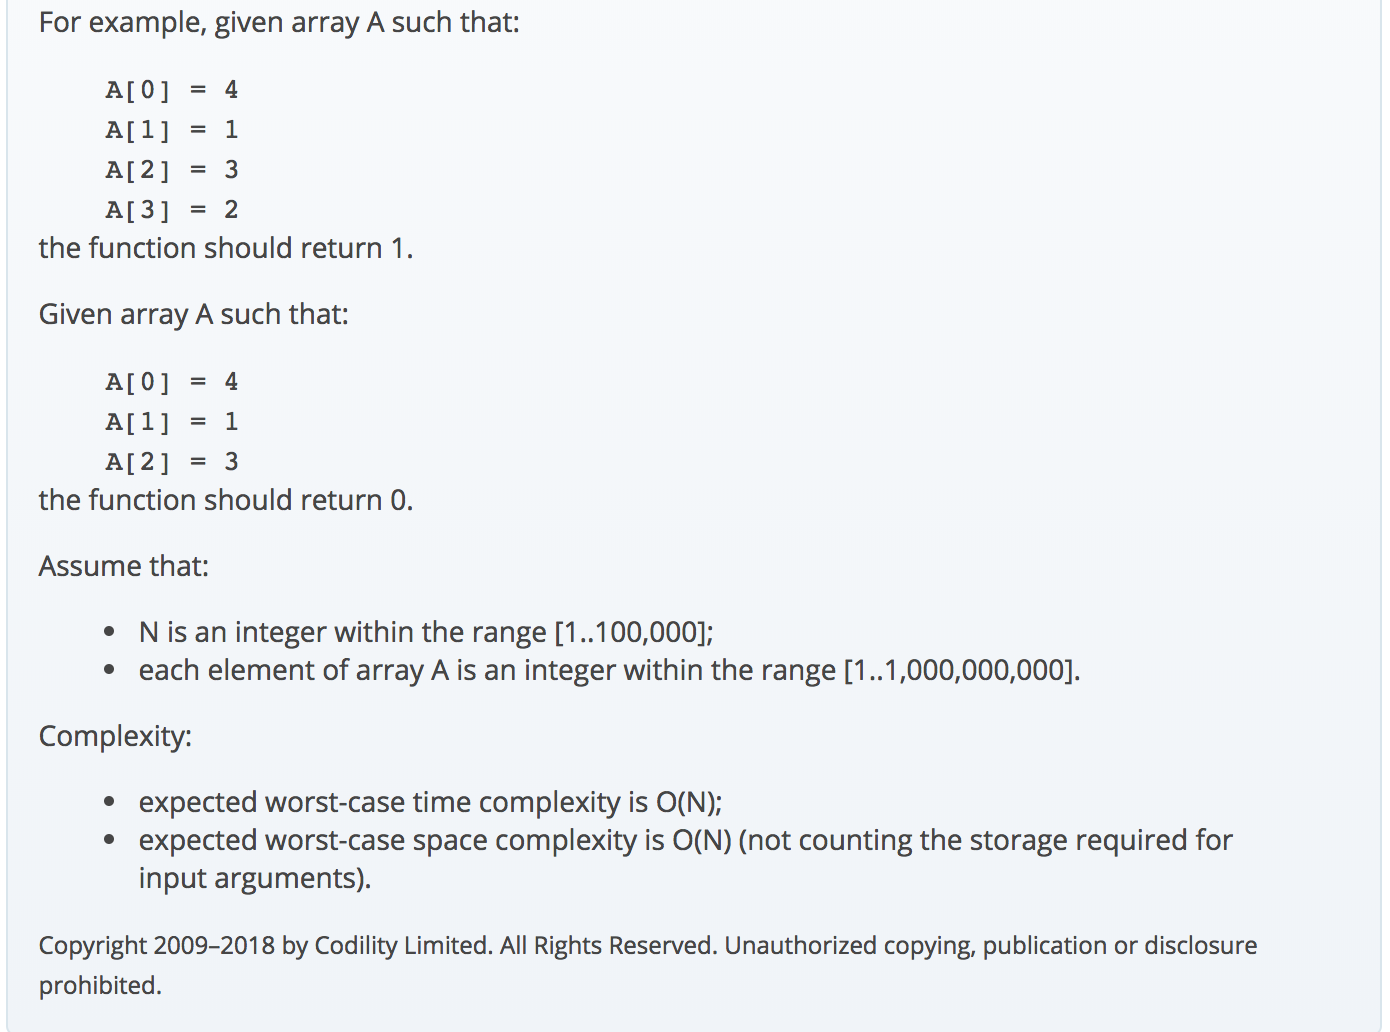 For example, given array A such that:
A[0] = 4
A[1] = 1
A[2] = 3
A[3] = 2
the function should return 1.
Given array A such that:
A[0] = 4
A[1] = 1
A[2] = 3
the function should return 0.
Assume that:
• N is an integer within the range [1..100,000];
• each element of array A is an integer within the range [1..1,000,000,000].
Complexity:
• expected worst-case time complexity is O(N);
• expected worst-case space complexity is O(N) (not counting the storage required for
input arguments).
Copyright 2009–2018 by Codility Limited. All Rights Reserved. Unauthorized copying, publication or disclosure
prohibited.